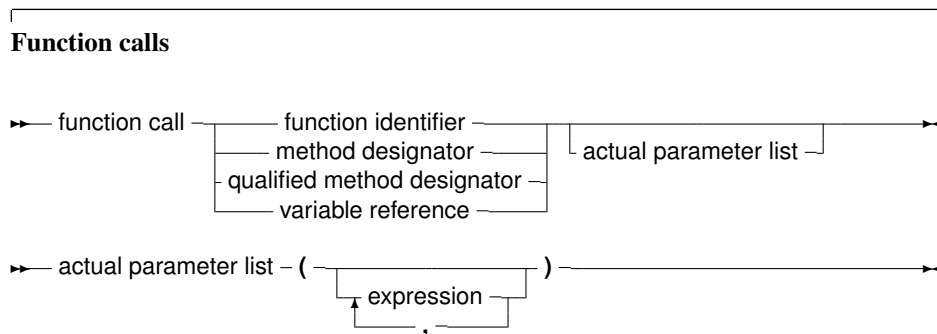 Function calls
function call function identifier
method designator actual parameter list
qualified method designator
variable reference
actual parameter list ( )
expression
,